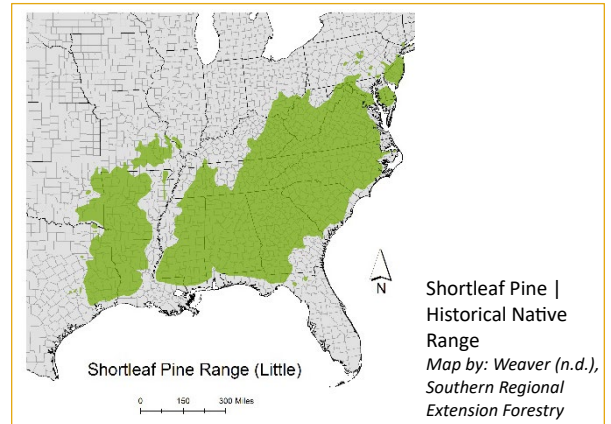 N
Shortleaf Pine Range (Little)
0 150 300 Miles
Shortleaf Pine |
Historical Native
Range
Map by: Weaver (n.d.),
Southern Regional
Extension Forestry